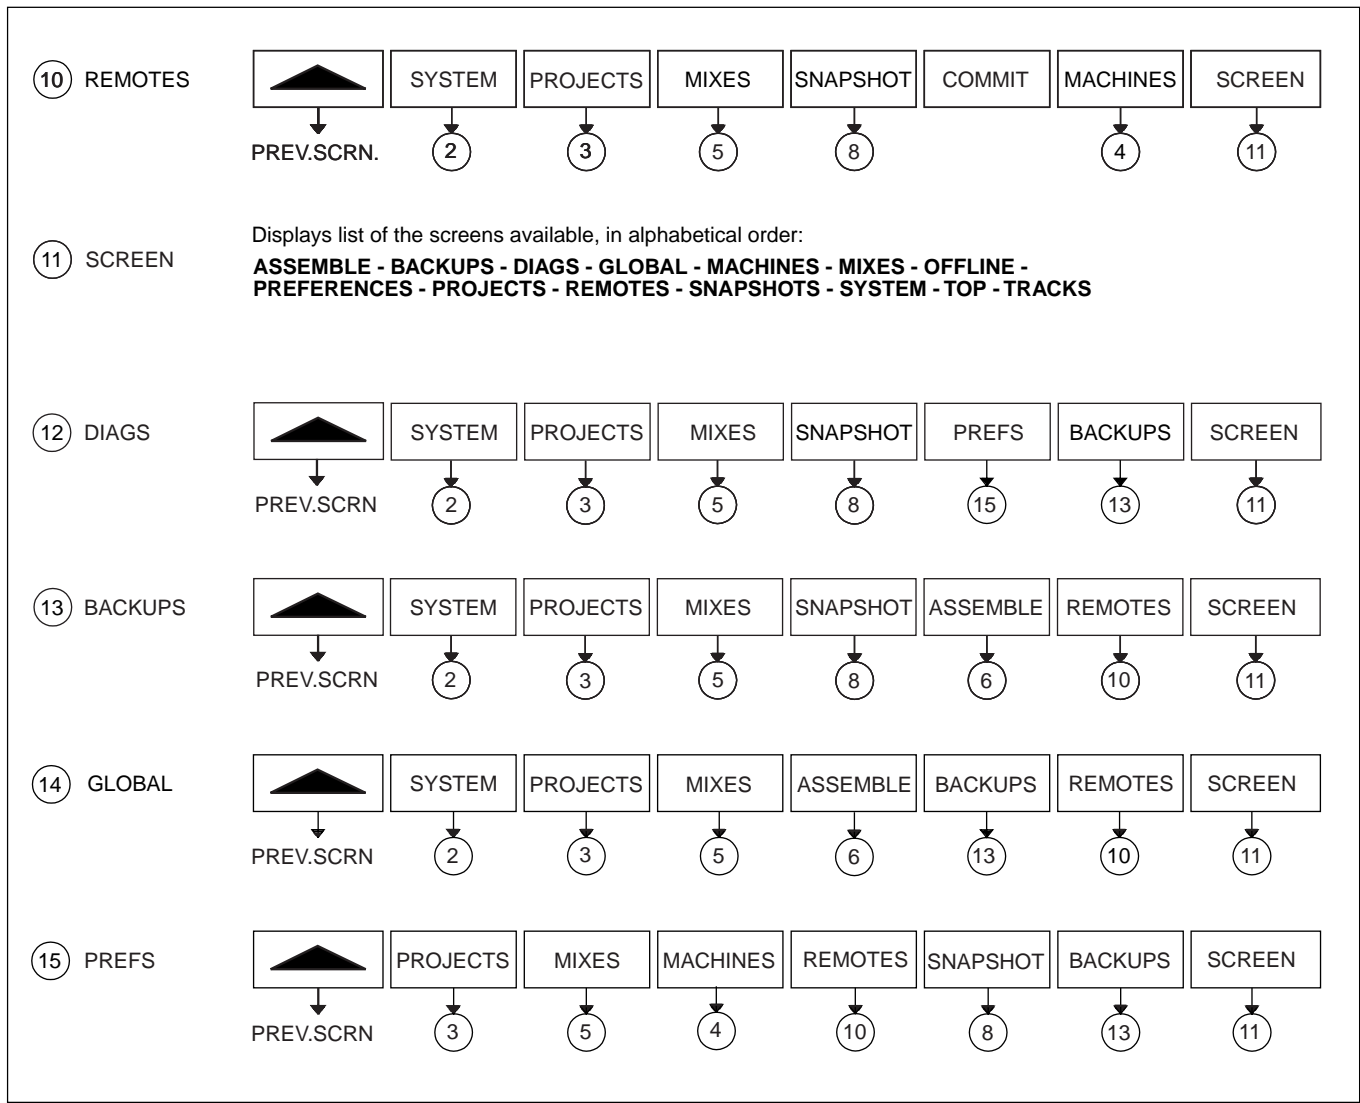 10 REMOTES SYSTEM PROJECTS MIXES SNAPSHOT COMMIT MACHINES SCREEN
PREV.SCRN. 2 3 5 8 4 11
Displays list of the screens available, in alphabetical order:
11 SCREEN
ASSEMBLE - BACKUPS - DIAGS - GLOBAL - MACHINES - MIXES - OFFLINE -
PREFERENCES - PROJECTS - REMOTES - SNAPSHOTS - SYSTEM - TOP - TRACKS
12 DIAGS SYSTEM PROJECTS MIXES SNAPSHOT PREFS BACKUPS SCREEN
PREV.SCRN 2 3 5 8 15 13 11
13 BACKUPS SYSTEM PROJECTS MIXES SNAPSHOT ASSEMBLE REMOTES SCREEN
PREV.SCRN 2 3 5 8 6 10 11
14 GLOBAL SYSTEM PROJECTS MIXES ASSEMBLE BACKUPS REMOTES SCREEN
PREV.SCRN 2 3 5 6 13 10 11
15 PREFS PROJECTS MIXES MACHINES REMOTES SNAPSHOT BACKUPS SCREEN
PREV.SCRN 3 5 4 10 8 13 11